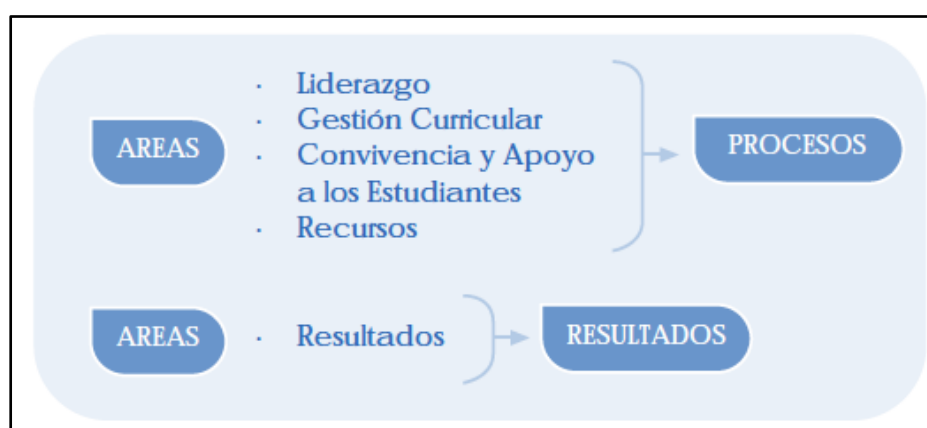 AREAS
· Liderazgo
· Gestión Curricular
· Convivencia y Apoyo
a los Estudiantes
· Recursos
PROCESOS
AREAS
· Resultados
RESULTADOS